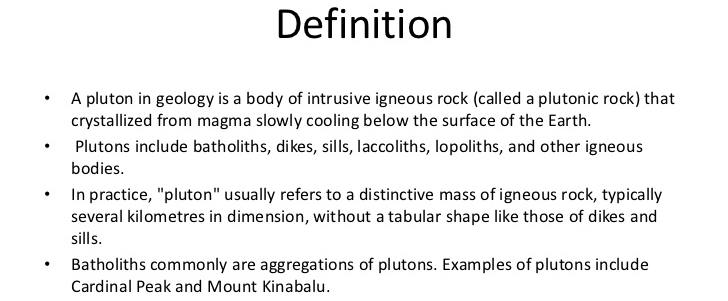 Definition
• A pluton in geology is a body of intrusive igneous rock (called a plutonic rock) that
crystallized from magma slowly cooling below the surface of the Earth.
• Plutons include batholiths, dikes, sills, laccoliths, lopoliths, and other igneous
bodies.
• In practice, "pluton" usually refers to a distinctive mass of igneous rock, typically
several kilometres in dimension, without a tabular shape like those of dikes and
sills.
• Batholiths commonly are aggregations of plutons. Examples of plutons include
Cardinal Peak and Mount Kinabalu.